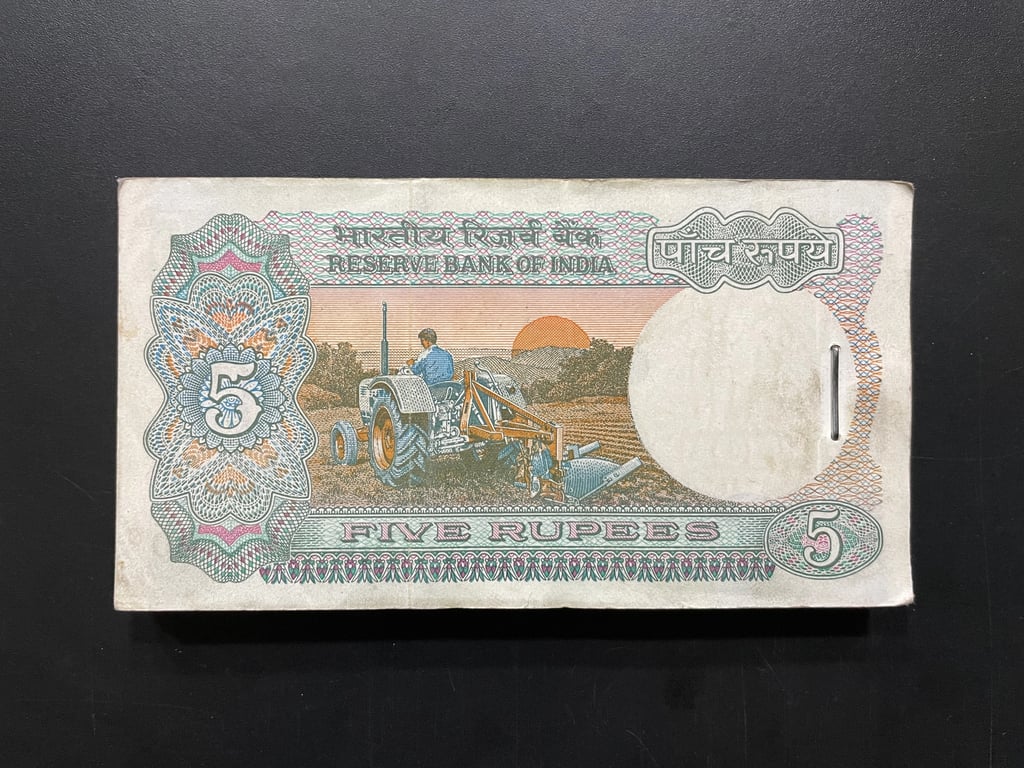 भारतीय रिज़र्व बैंक
RESERVE BANK OF INDIA
पाँच रूपये
5
FIVE RUPEES
5